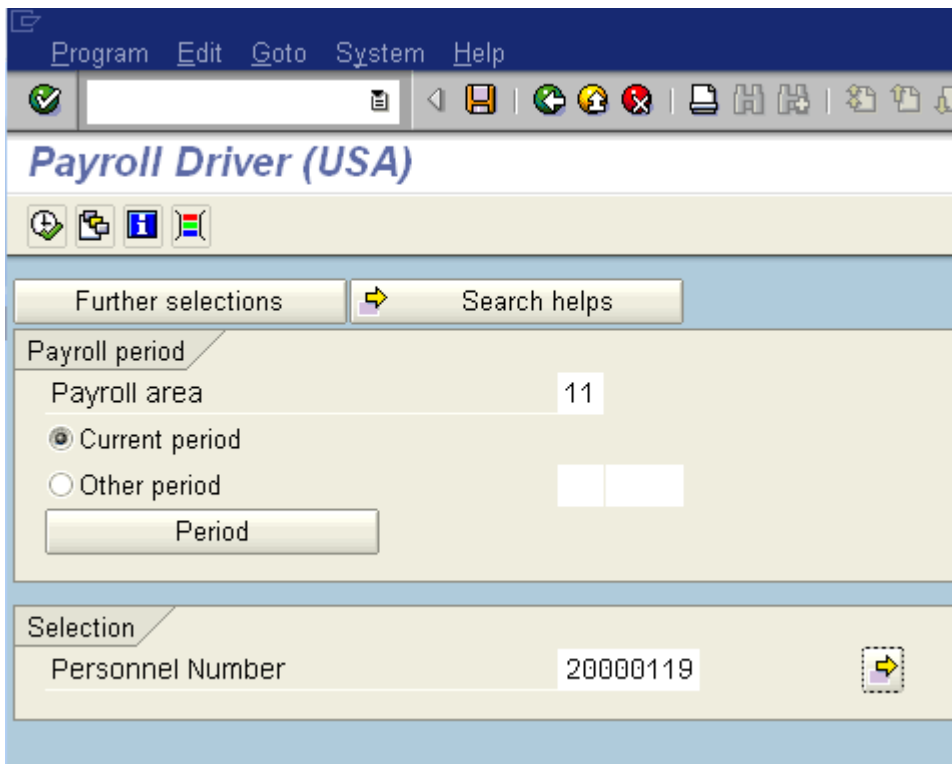 Program Edit Goto System Help
Payroll Driver (USA)
Further selections Search helps
Payroll period
Payroll area 11
Current period
Other period
Period
Selection
Personnel Number 20000119